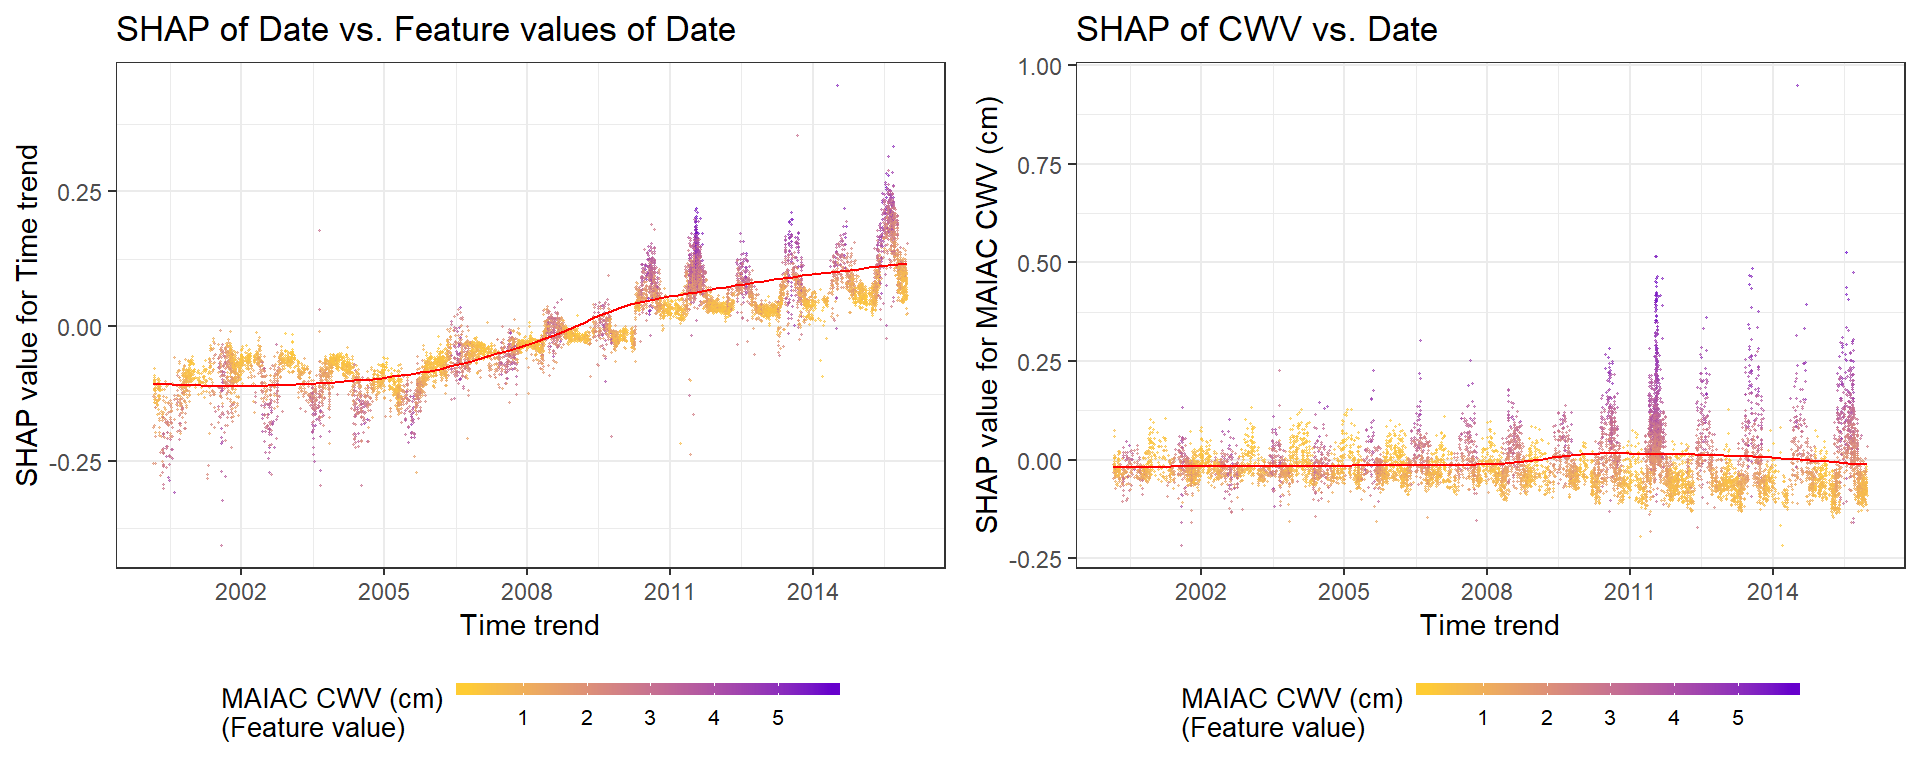 SHAP of Date vs. Feature values of Date
SHAP value for Time trend
0.25
0.00
-0.25
2002 2005 2008 2011 2014
Time trend
MAIAC CWV (cm)
(Feature value)
1 2 3 4 5
SHAP of CWV vs. Date
SHAP value for MAIAC CWV (cm)
1.00
0.75
0.50
0.25
0.00
-0.25
2002 2005 2008 2011 2014
Time trend
MAIAC CWV (cm)
(Feature value)
1 2 3 4 5